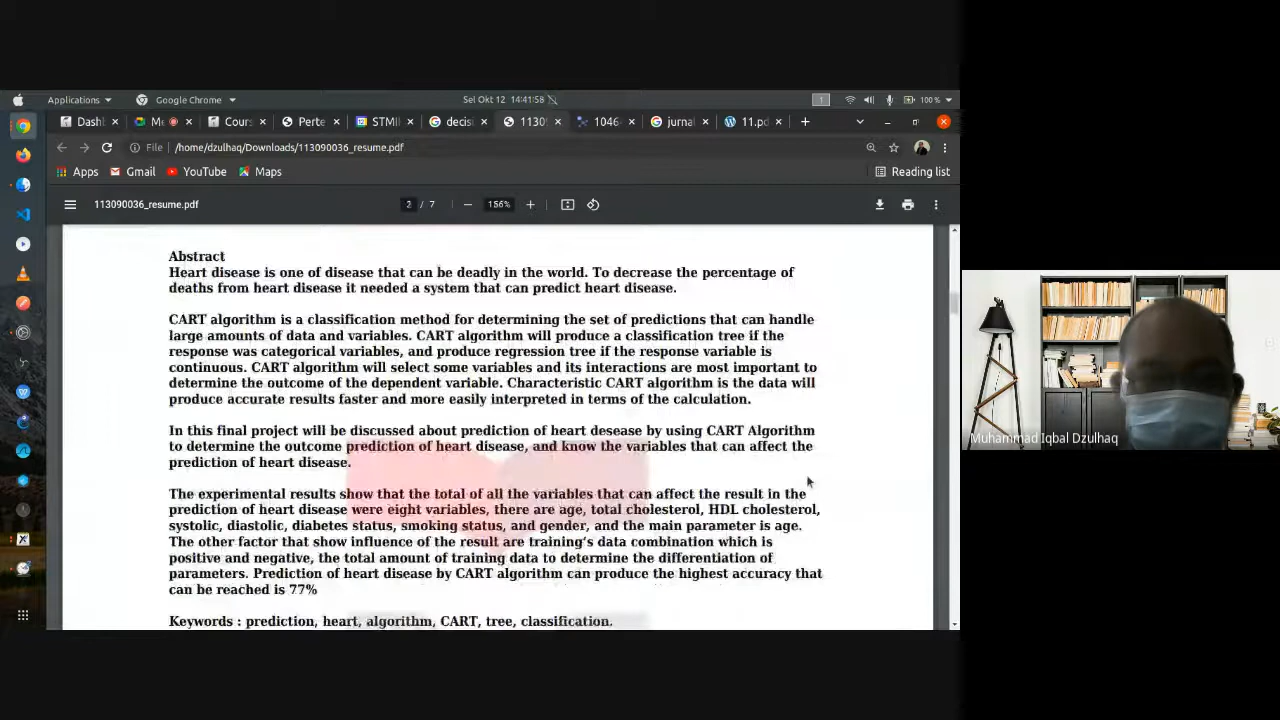 Applications
Google Chrome
Sel Okt 12 14:41:58
1
100 %
Dash
Me
Cours
Perte
STMI
decis
1130
1046
jurnal
11.pd
File
/home/dzulhaq/Downloads/113090036_resume.pdf
Apps
Gmail
YouTube
Maps
Reading list
113090036_resume.pdf
2 / 7
156%
Abstract
Heart disease is one of disease that can be deadly in the world. To decrease the percentage of
deaths from heart disease it needed a system that can predict heart disease.
CART algorithm is a classification method for determining the set of predictions that can handle
large amounts of data and variables. CART algorithm will produce a classification tree if the
response was categorical variables, and produce regression tree if the response variable is
continuous. CART algorithm will select some variables and its interactions are most important to
determine the outcome of the dependent variable. Characteristic CART algorithm is the data will
produce accurate results faster and more easily interpreted in terms of the calculation.
In this final project will be discussed about prediction of heart desease by using CART Algorithm
to determine the outcome prediction of heart disease, and know the variables that can affect the
prediction of heart disease.
The experimental results show that the total of all the variables that can affect the result in the
prediction of heart disease were eight variables, there are age, total cholesterol, HDL cholesterol,
systolic, diastolic, diabetes status, smoking status, and gender, and the main parameter is age.
The other factor that show influence of the result are training's data combination which is
positive and negative, the total amount of training data to determine the differentiation of
parameters. Prediction of heart disease by CART algorithm can produce the highest accuracy that
can be reached is 77%
Keywords : prediction, heart, algorithm, CART, tree, classification.
Muhammad Iqbal Dzulhaq